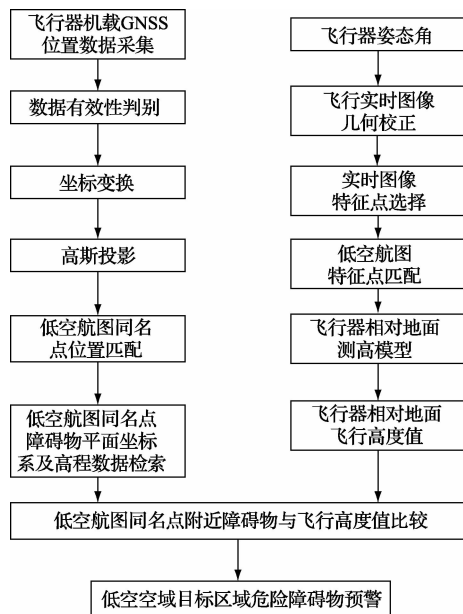 飞行器机载GNSS
位置数据采集
数据有效性判别
坐标变换
高斯投影
低空航图同名
点位置匹配
低空航图同名点
障碍物平面坐标
系及高程数据检索
飞行器姿态角
飞行实时图像
几何校正
实时图像
特征点选择
低空航图
特征点匹配
飞行器相对地面
测高模型
飞行器相对地面
飞行高度值
低空航图同名点附近障碍物与飞行高度值比较
低空空域目标区域危险障碍物预警